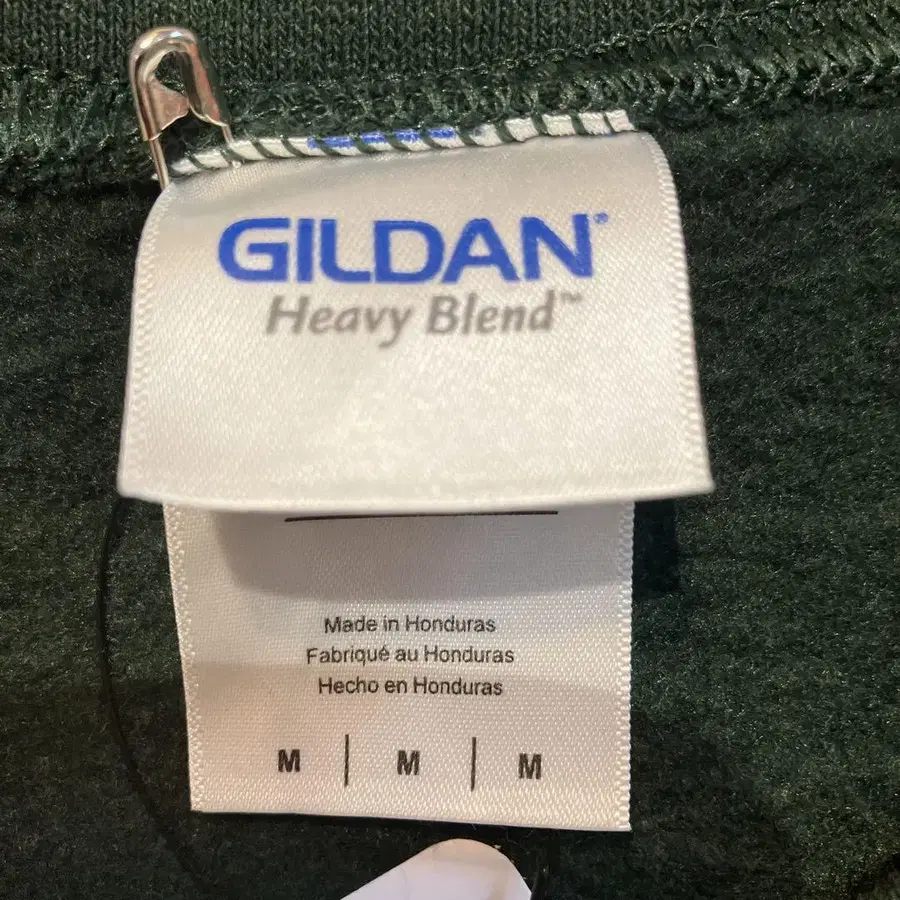 GILDAN®
Heavy Blend™
Made in Honduras
Fabriqué au Honduras
Hecho en Honduras
M | M | M